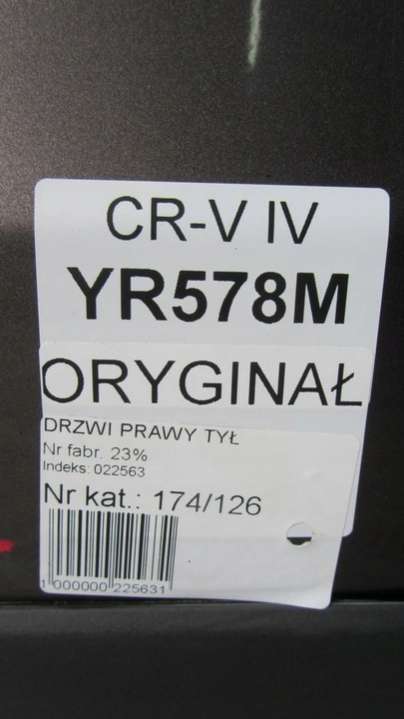 CR-V IV
YR578M
ORYGINAŁ
DRZWI PRAWY TYŁ
Nr fabr. 23%
Indeks: 022563
Nr kat.: 174/126
1 000000 225631